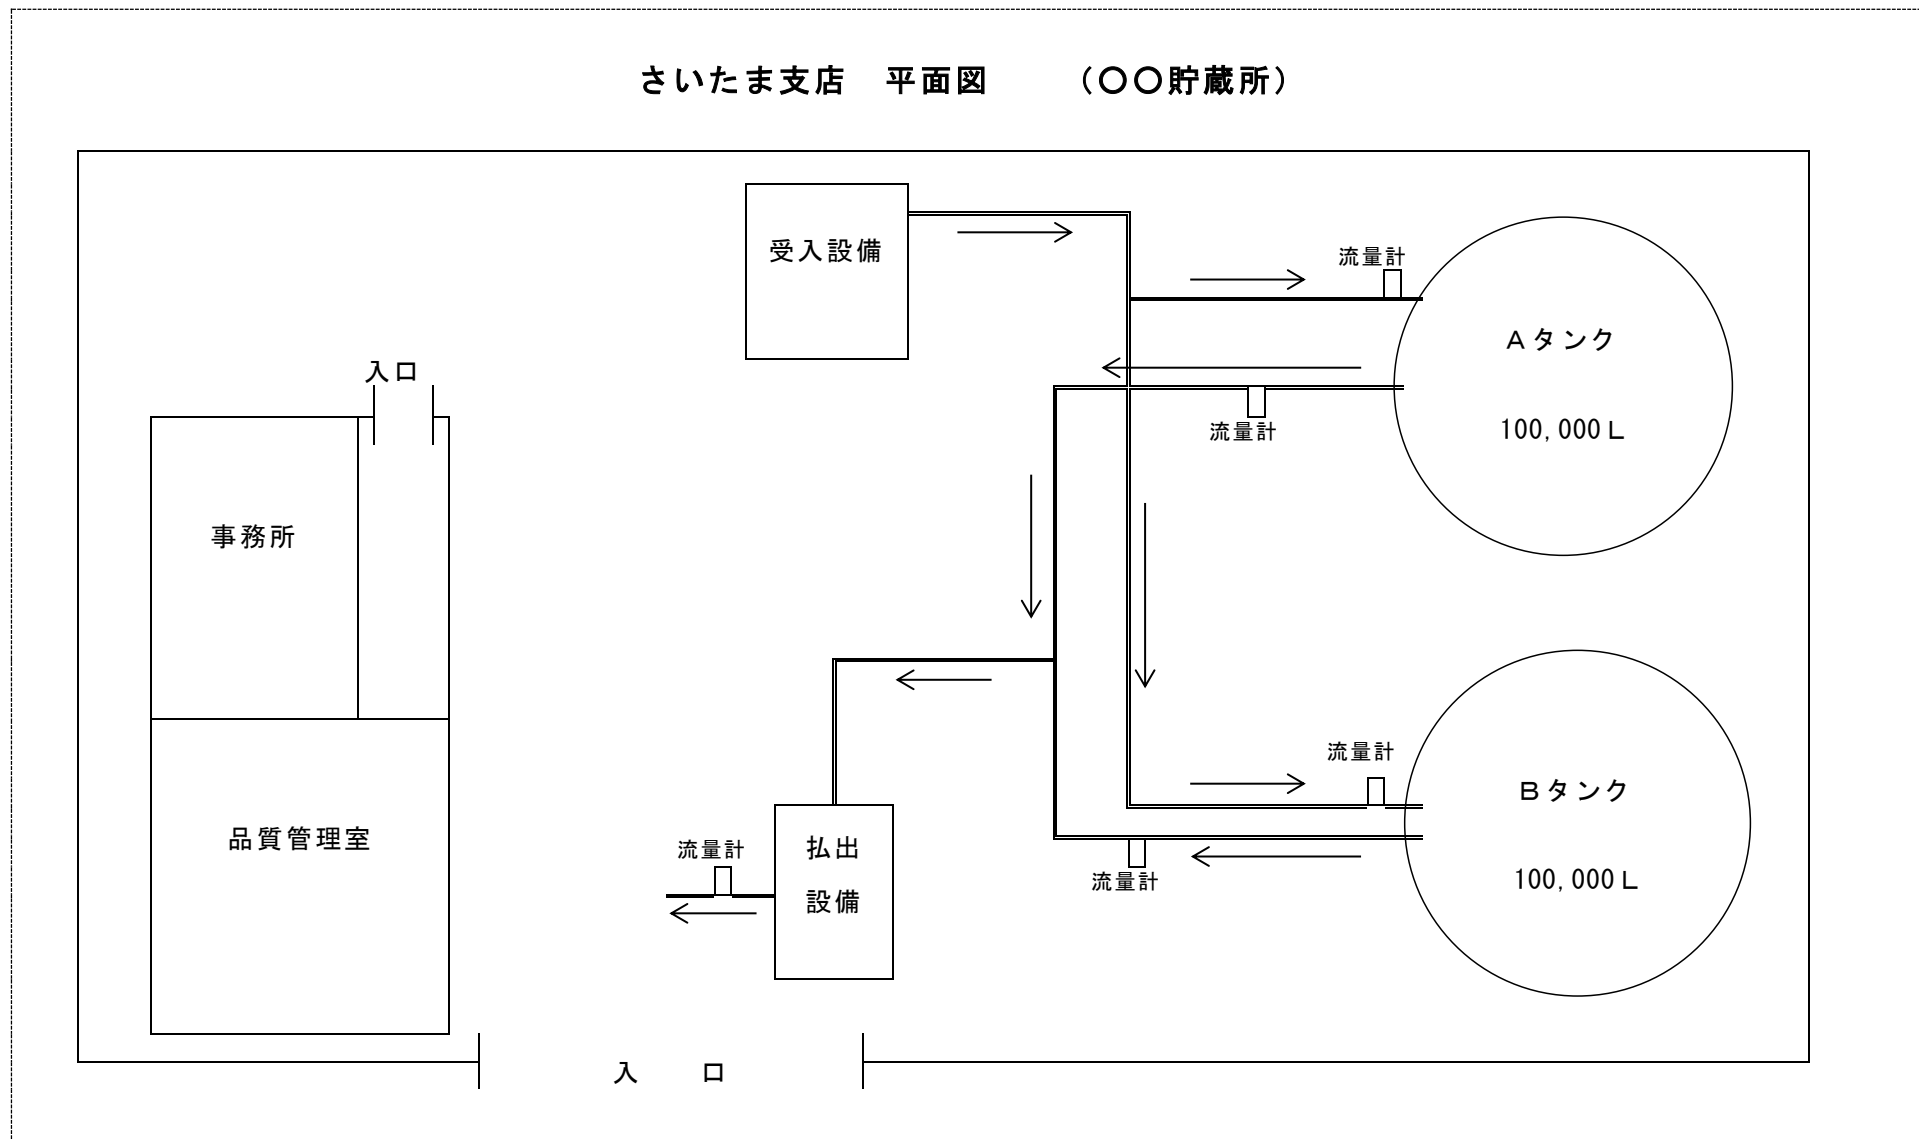 さいたま支店　平面図　　（〇〇貯蔵所）
受入設備
流量計
Ａタンク
100,000Ｌ
流量計
入口
事務所
品質管理室
流量計
Ｂタンク
100,000Ｌ
流量計
払出
設備
流量計
入　　口